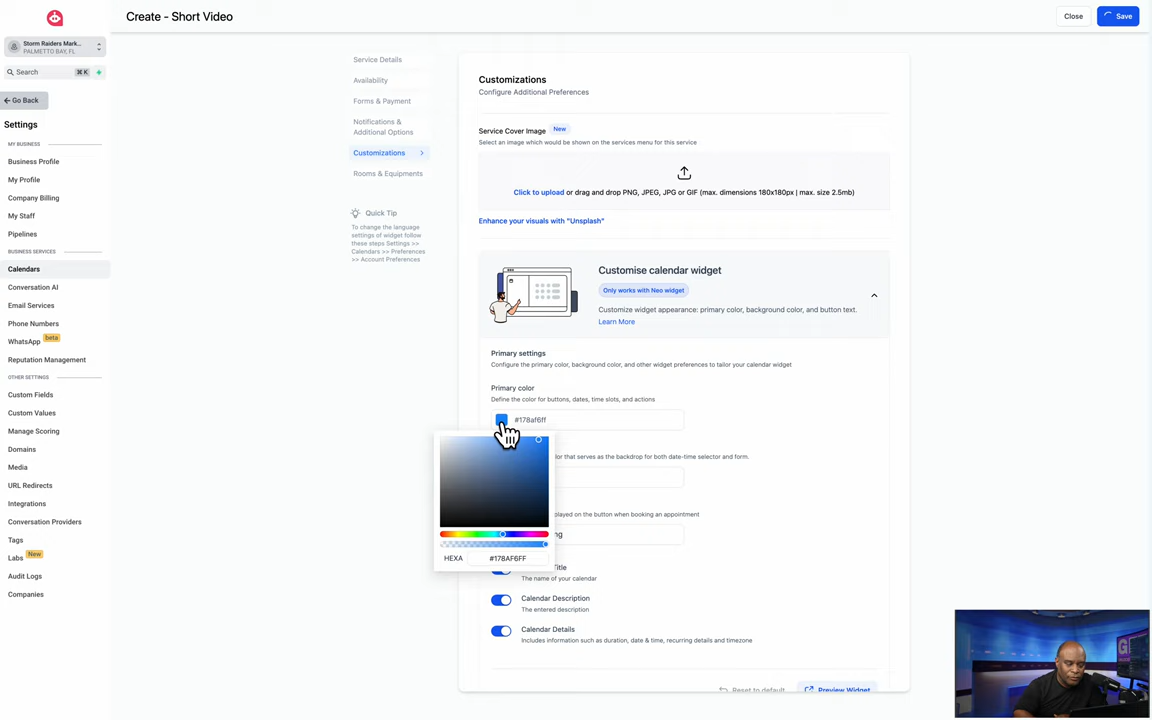 Create - Short Video
Close
Save
Storm Raiders Mark...
PALMETTO BAY, FL
Search
⌘K
Go Back
Settings
MY BUSINESS
Business Profile
My Profile
Company Billing
My Staff
Pipelines
BUSINESS SERVICES
Calendars
Conversation AI
Email Services
Phone Numbers
WhatsApp beta
Reputation Management
OTHER SETTINGS
Custom Fields
Custom Values
Manage Scoring
Domains
Media
URL Redirects
Integrations
Conversation Providers
Tags
Labs New
Audit Logs
Companies
Service Details
Availability
Forms & Payment
Notifications &
Additional Options
Customizations
Rooms & Equipments
Quick Tip
To change the language
settings of widget follow
these steps Settings >>
Calendars >> Preferences
>> Account Preferences
Customizations
Configure Additional Preferences
Service Cover Image New
Select an image which would be shown on the services menu for this service
Click to upload or drag and drop PNG, JPEG, JPG or GIF (max. dimensions 180x180px | max. size 2.5mb)
Enhance your visuals with "Unsplash"
Customise calendar widget
Only works with Neo widget
Customize widget appearance: primary color, background color, and button text.
Learn More
Primary settings
Configure the primary color, background color, and other widget preferences to tailor your calendar widget
Primary color
Define the color for buttons, dates, time slots, and actions
#178af6ff
that serves as the backdrop for both date-time selector and form.
on the button when booking an appointment
HEXA
#178AF6FF
Title
The name of your calendar
Calendar Description
The entered description
Calendar Details
Includes information such as duration, date & time, recurring details and timezone
Reset to default
Preview Widget